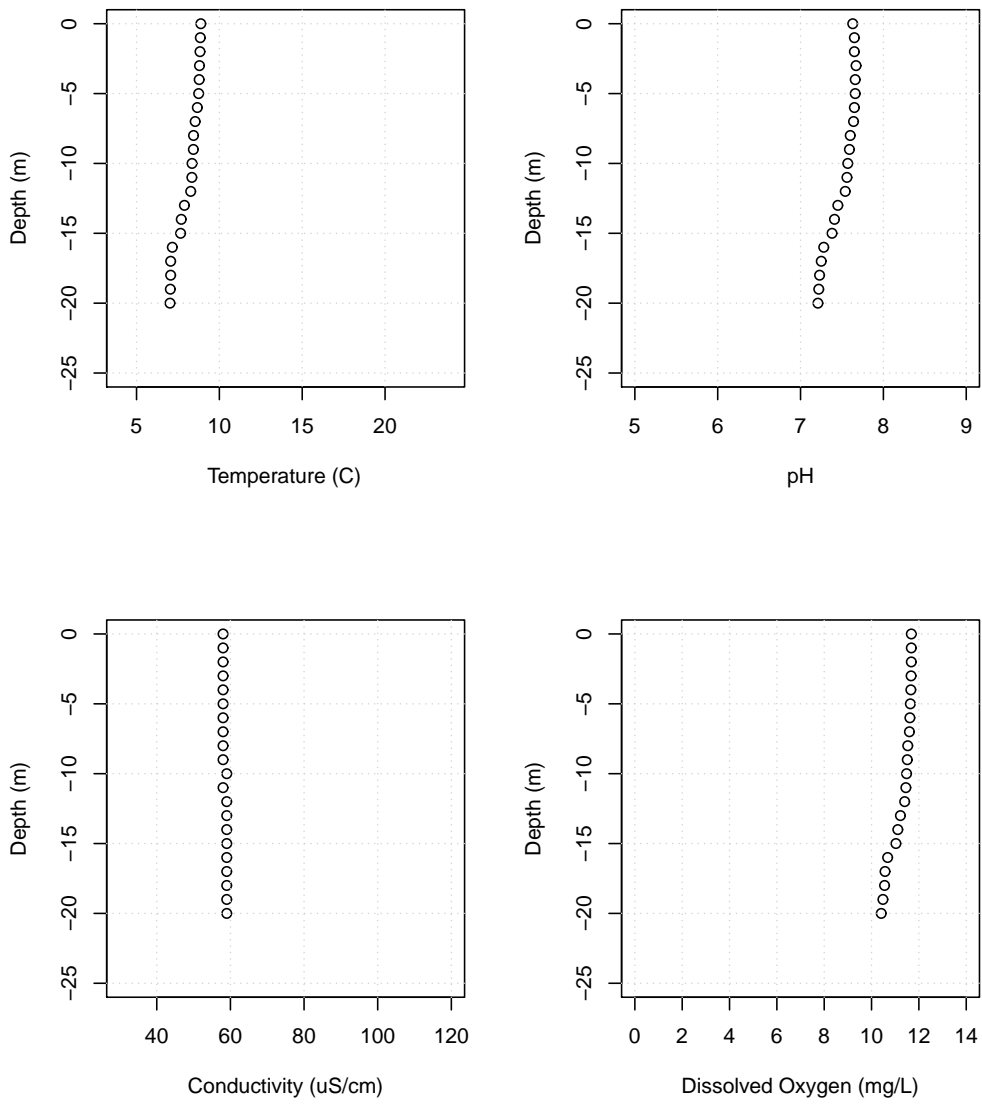 0
−5
−10
−15
−20
−25
Depth (m)
5 10 15 20
Temperature (C)
0
−5
−10
−15
−20
−25
Depth (m)
5 6 7 8 9
pH
0
−5
−10
−15
−20
−25
Depth (m)
40 60 80 100 120
Conductivity (uS/cm)
0
−5
−10
−15
−20
−25
Depth (m)
0 2 4 6 8 10 12 14
Dissolved Oxygen (mg/L)